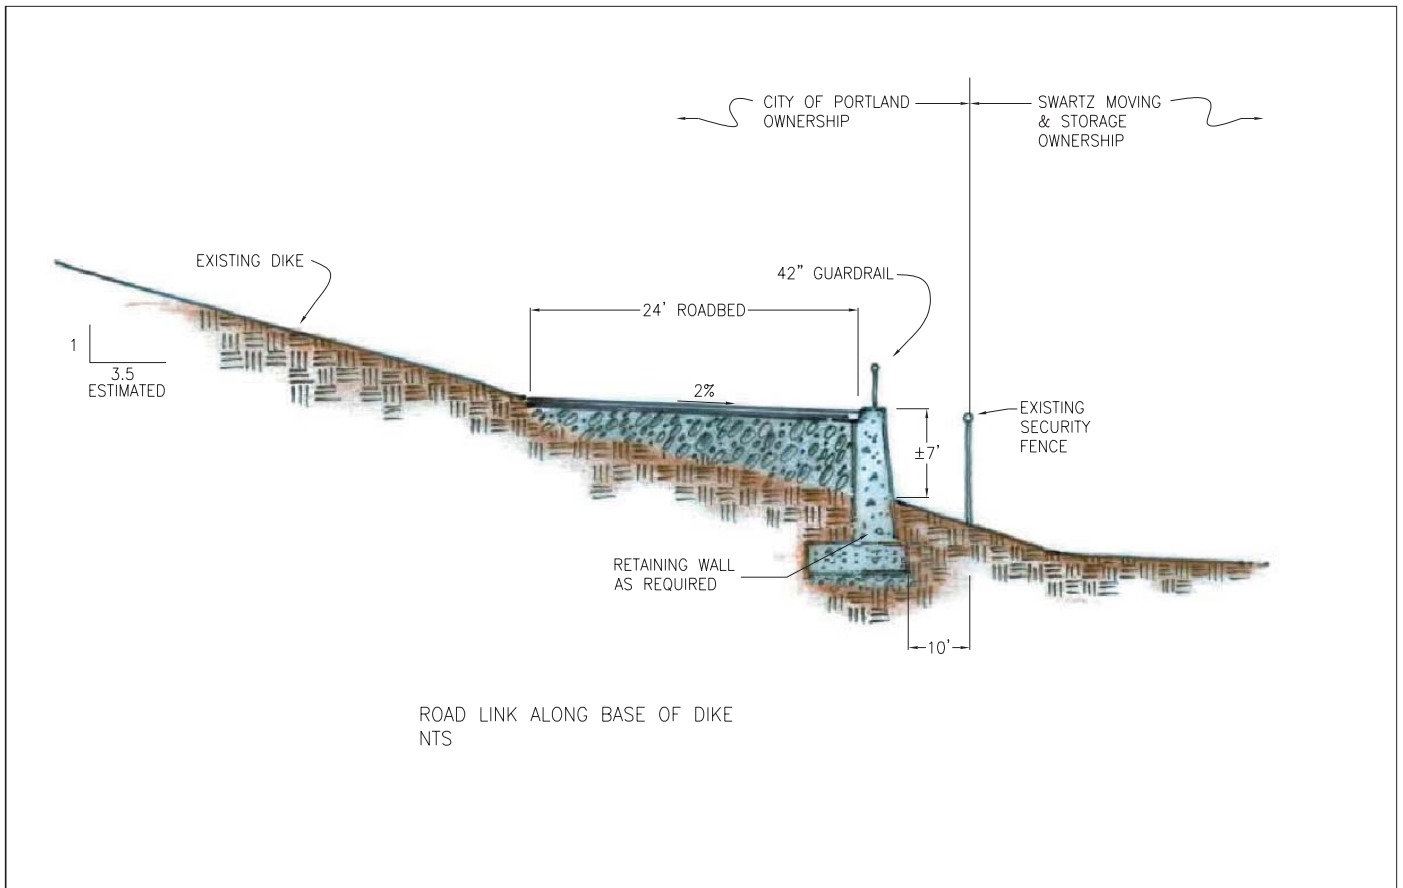 CITY OF PORTLAND
OWNERSHIP
SWARTZ MOVING
& STORAGE
OWNERSHIP
EXISTING DIKE
42" GUARDRAIL
24' ROADBED
1
3.5
ESTIMATED
2%
EXISTING
SECURITY
FENCE
±7'
RETAINING WALL
AS REQUIRED
10'
ROAD LINK ALONG BASE OF DIKE
NTS